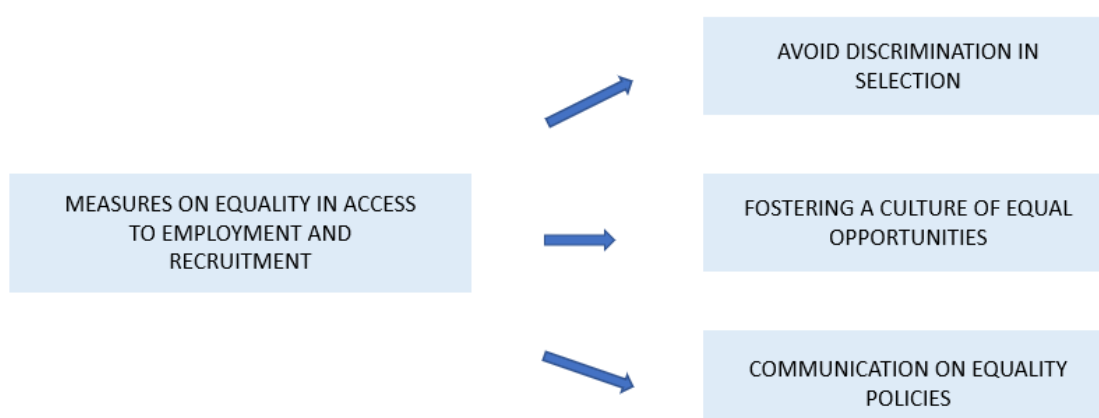 AVOID DISCRIMINATION IN
SELECTION
MEASURES ON EQUALITY IN ACCESS
TO EMPLOYMENT AND
RECRUITMENT
FOSTERING A CULTURE OF EQUAL
OPPORTUNITIES
COMMUNICATION ON EQUALITY
POLICIES